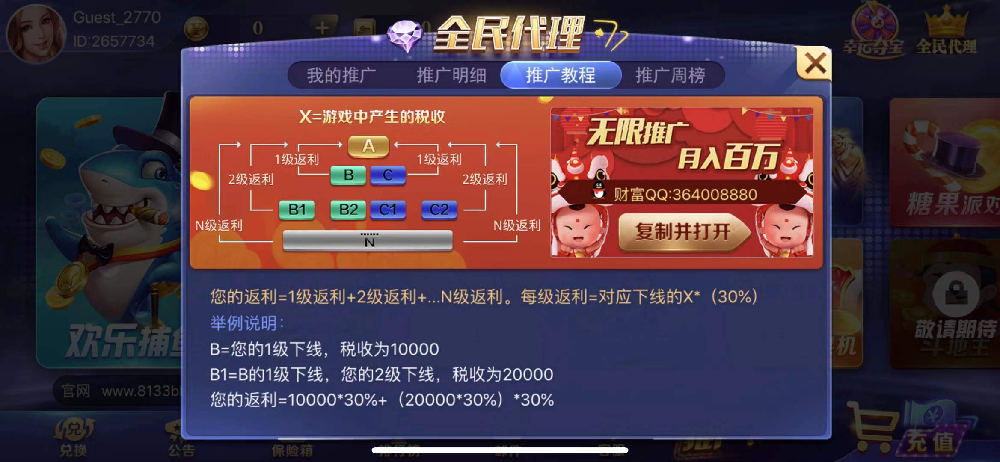 Guest_2770
ID:2657734
0
全民代理
幸运夺宝
全民代理
我的推广
推广明细
推广教程
推广周榜
X=游戏中产生的税收
A
1级返利
1级返利
B
C
2级返利
2级返利
B1
B2
C1
C2
N级返利
N级返利
......
N
无限推广
月入百万
财富QQ:364008880
复制并打开
您的返利=1级返利+2级返利+...N级返利。每级返利=对应下线的X*（30%）
举例说明：
B=您的1级下线，税收为10000
B1=B的1级下线，您的2级下线，税收为20000
您的返利=10000*30%+（20000*30%）*30%
欢乐捕鱼
糖果派对
敬请期待
斗地主
机
官网 www.8133b
兑换
公告
保险箱
排行榜
邮件
客服
充值